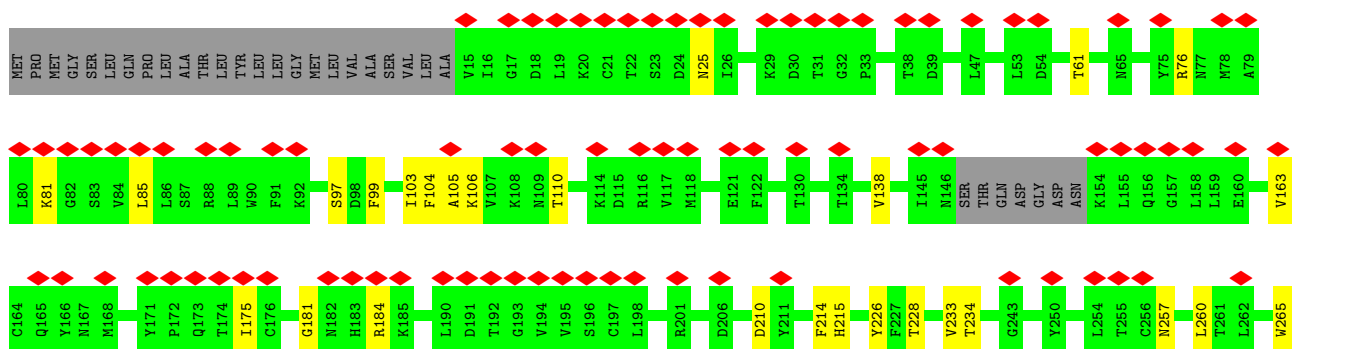 MET PRO MET GLY SER LEU GLN PRO LEU ALA THR LEU TYR LEU LEU GLY MET LEU VAL ALA SER VAL LEU ALA V15 I16 G17 D18 L19 K20 C21 T22 S23 D24 N25 I26 K29 D30 T31 G32 P33 T38 D39 L47 L53 D54 T61 N65 Y75 R76 N77 M78 A79
L80 K81 G82 S83 V84 L85 L86 S87 R88 L89 W90 F91 K92 S97 D98 F99 I103 F104 A105 K106 V107 K108 N109 T110 K114 D115 R116 V117 M118 E121 F122 T130 T134 V138 I145 N146 SER THR GLN ASP GLY ASP ASN K154 L155 Q156 G157 L158 L159 E160 V163
C164 Q165 Y166 N167 M168 Y171 P172 Q173 T174 I175 C176 G181 N182 H183 R184 K185 L190 D191 T192 G193 V194 V195 S196 C197 L198 R201 D206 D210 Y211 F214 H215 Y226 F227 T228 V233 T234 G243 Y250 L254 T255 C256 N257 L260 T261 L262 W265